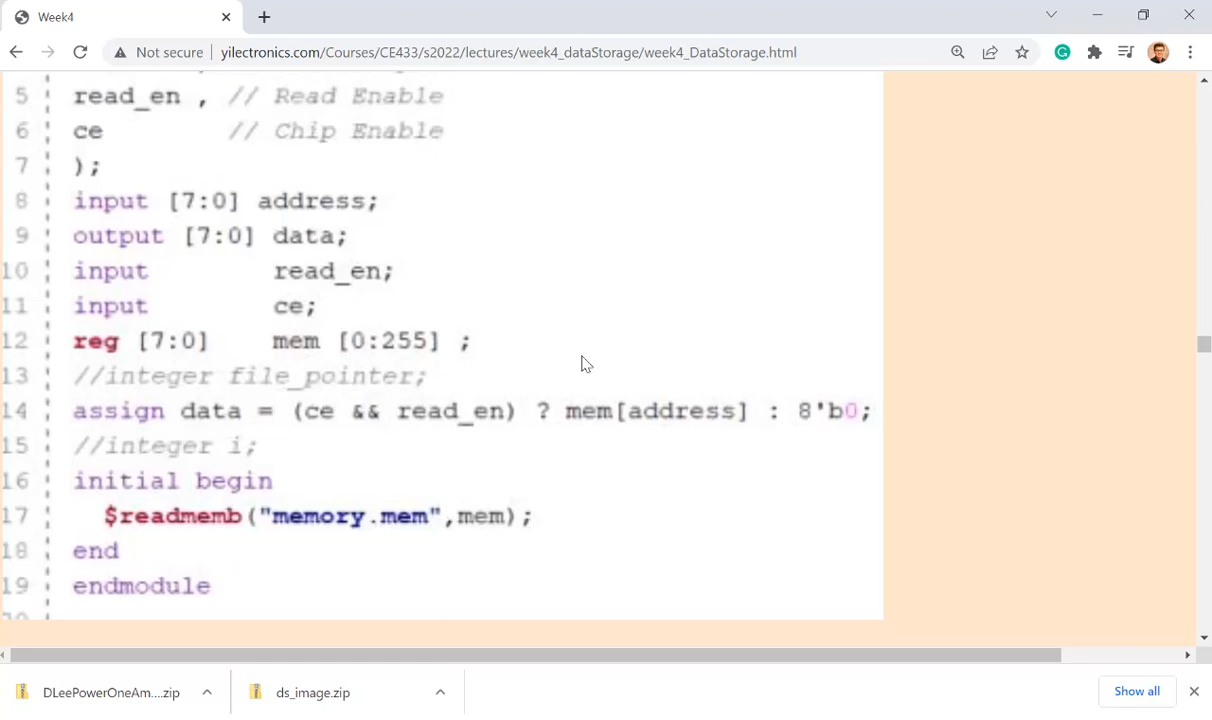 Week4
Not secure yilectronics.com/Courses/CE433/s2022/lectures/week4_dataStorage/week4_DataStorage.html
5 read_en , // Read Enable
6 ce // Chip Enable
7 );
8 input [7:0] address;
9 output [7:0] data;
10 input read_en;
11 input ce;
12 reg [7:0] mem [0:255] ;
13 //integer file_pointer;
14 assign data = (ce && read_en) ? mem[address] : 8'b0;
15 //integer i;
16 initial begin
17 $readmemb("memory.mem",mem);
18 end
19 endmodule
DLeePowerOneAm....zip ds_image.zip Show all